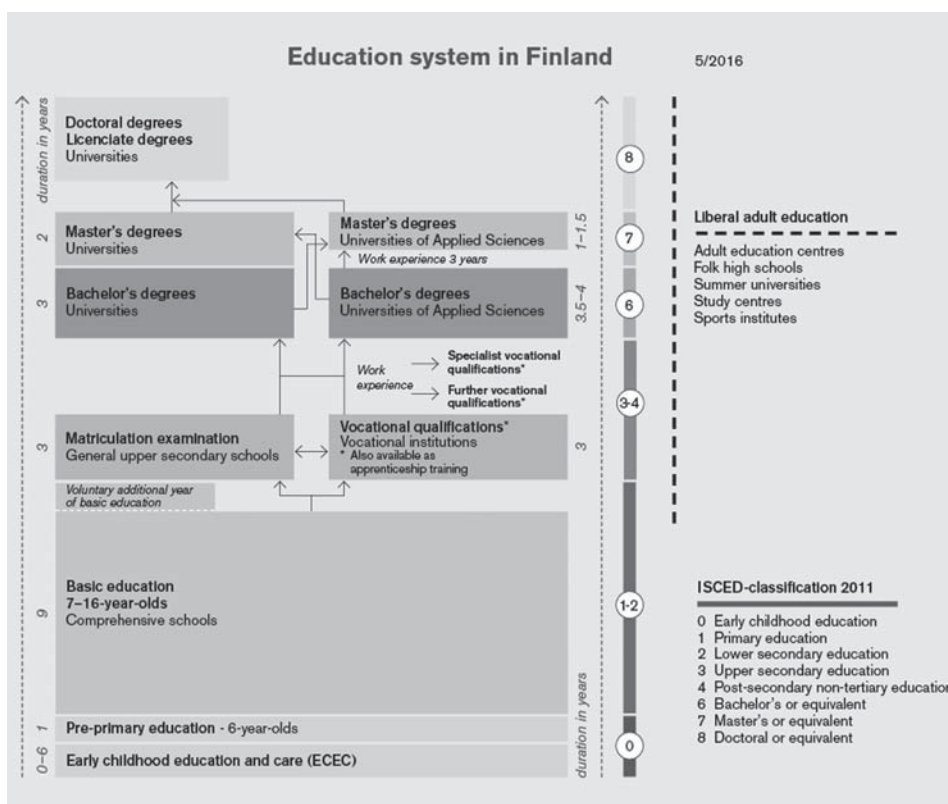 Education system in Finland
5/2016
duration in years
Doctoral degrees
Licenciate degrees
Universities
8
2
Master's degrees
Universities
Master's degrees
Universities of Applied Sciences
1–1.5
7
Work experience 3 years
3
Bachelor's degrees
Universities
Bachelor's degrees
Universities of Applied Sciences
3.5–4
6
Liberal adult education
Adult education centres
Folk high schools
Summer universities
Study centres
Sports institutes
Work
experience
Specialist vocational
qualifications*
Further vocational
qualifications*
3-4
3
Matriculation examination
General upper secondary schools
Vocational qualifications*
Vocational institutions
* Also available as
apprenticeship training
3
Voluntary additional year
of basic education
9
Basic education
7–16-year-olds
Comprehensive schools
1-2
1
Pre-primary education - 6-year-olds
0–6
Early childhood education and care (ECEC)
duration in years
0
ISCED-classification 2011
0 Early childhood education
1 Primary education
2 Lower secondary education
3 Upper secondary education
4 Post-secondary non-tertiary education
6 Bachelor's or equivalent
7 Master's or equivalent
8 Doctoral or equivalent